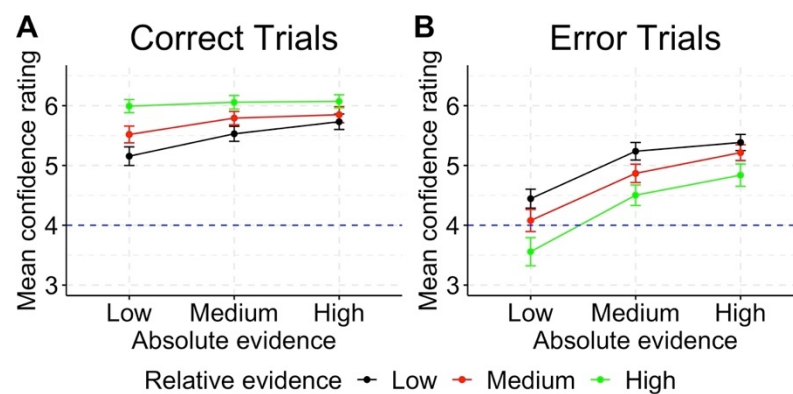 A Correct Trials
Mean confidence rating
6
5
4
3
Low Medium High
Absolute evidence
B Error Trials
Mean confidence rating
6
5
4
3
Low Medium High
Absolute evidence
Relative evidence Low Medium High